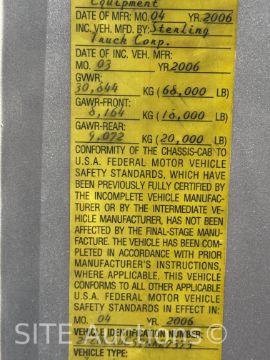 Equipment
DATE OF MFR: MO. 04 YR. 2006
INC. VEH. MFD. BY: Sterling
Truck Corp.
DATE OF INC. VEH. MFR:
MO. 03 YR. 2006
GVWR:
30,844 KG (68,000 LB)
GAWR-FRONT:
8,164 KG (18,000 LB)
GAWR-REAR:
9,072 KG (20,000 LB)
CONFORMITY OF THE CHASSIS-CAB TO
U.S.A. FEDERAL MOTOR VEHICLE
SAFETY STANDARDS, WHICH HAVE
BEEN PREVIOUSLY FULLY CERTIFIED BY
THE INCOMPLETE VEHICLE MANUFAC-
TURER OR BY THE INTERMEDIATE VE-
HICLE MANUFACTURER, HAS NOT BEEN
AFFECTED BY THE FINAL-STAGE MANU-
FACTURER. THE VEHICLE HAS BEEN COM-
PLETED IN ACCORDANCE WITH PRIOR
MANUFACTURER'S INSTRUCTIONS,
WHERE APPLICABLE. THIS VEHICLE
CONFORMS TO ALL OTHER APPLICABLE
U.S.A. FEDERAL MOTOR VEHICLE
SAFETY STANDARDS IN EFFECT IN:
MO. 04 YR. 2006
VEHICLE IDENTIFICATION NUMBER:
SITE Auctions™
VEHICLE TYPE: